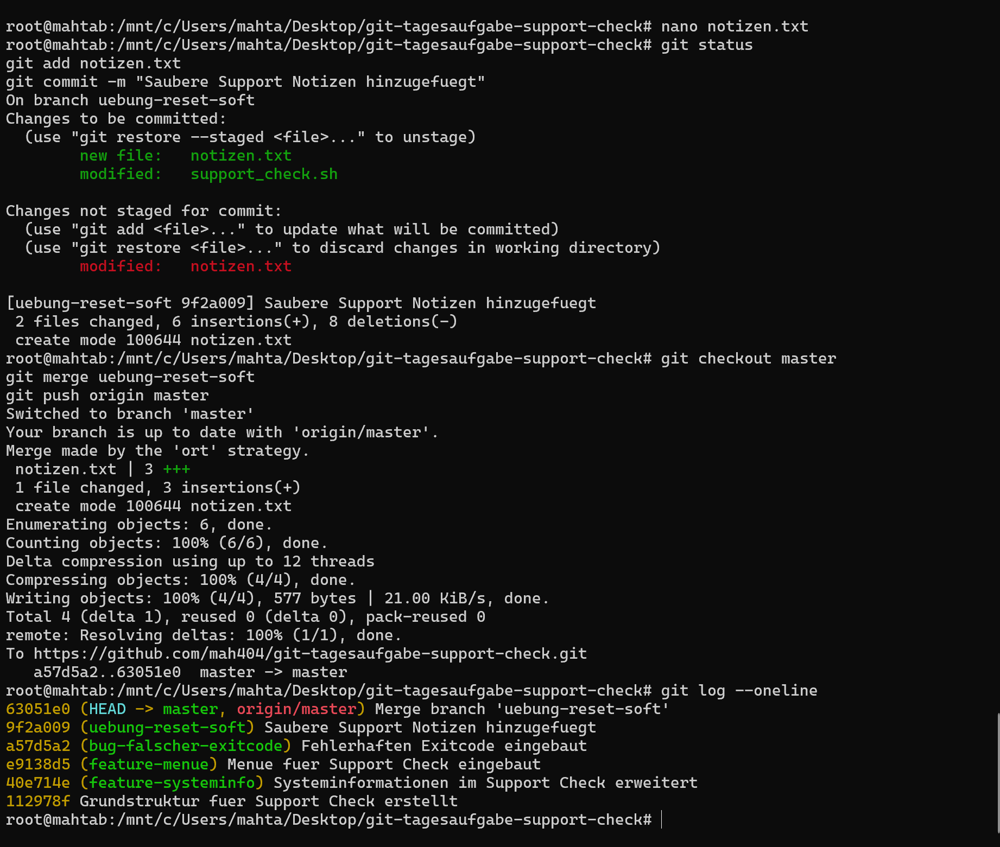 root@mahtab:/mnt/c/Users/mahta/Desktop/git-tagesaufgabe-support-check# nano notizen.txt
root@mahtab:/mnt/c/Users/mahta/Desktop/git-tagesaufgabe-support-check# git status
git add notizen.txt
git commit -m "Saubere Support Notizen hinzugefuegt"
On branch uebung-reset-soft
Changes to be committed:
  (use "git restore --staged <file>..." to unstage)
        new file:   notizen.txt
        modified:   support_check.sh

Changes not staged for commit:
  (use "git add <file>..." to update what will be committed)
  (use "git restore <file>..." to discard changes in working directory)
        modified:   notizen.txt

[uebung-reset-soft 9f2a009] Saubere Support Notizen hinzugefuegt
 2 files changed, 6 insertions(+), 8 deletions(-)
 create mode 100644 notizen.txt
root@mahtab:/mnt/c/Users/mahta/Desktop/git-tagesaufgabe-support-check# git checkout master
git merge uebung-reset-soft
git push origin master
Switched to branch 'master'
Your branch is up to date with 'origin/master'.
Merge made by the 'ort' strategy.
 notizen.txt | 3 +++
 1 file changed, 3 insertions(+)
 create mode 100644 notizen.txt
Enumerating objects: 6, done.
Counting objects: 100% (6/6), done.
Delta compression using up to 12 threads
Compressing objects: 100% (4/4), done.
Writing objects: 100% (4/4), 577 bytes | 21.00 KiB/s, done.
Total 4 (delta 1), reused 0 (delta 0), pack-reused 0
remote: Resolving deltas: 100% (1/1), done.
To https://github.com/mah404/git-tagesaufgabe-support-check.git
   a57d5a2..63051e0  master -> master
root@mahtab:/mnt/c/Users/mahta/Desktop/git-tagesaufgabe-support-check# git log --oneline
63051e0 (HEAD -> master, origin/master) Merge branch 'uebung-reset-soft'
9f2a009 (uebung-reset-soft) Saubere Support Notizen hinzugefuegt
a57d5a2 (bug-falscher-exitcode) Fehlerhaften Exitcode eingebaut
e9138d5 (feature-menue) Menue fuer Support Check eingebaut
40e714e (feature-systeminfo) Systeminformationen im Support Check erweitert
112978f Grundstruktur fuer Support Check erstellt
root@mahtab:/mnt/c/Users/mahta/Desktop/git-tagesaufgabe-support-check#